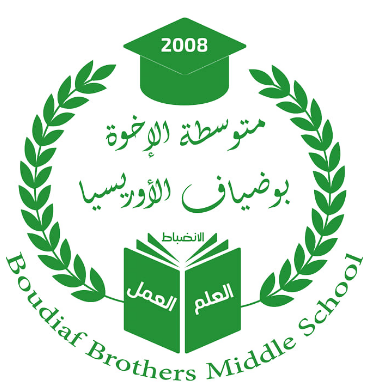 2008
متوسطة الإخوة
بوضياف الأوريسيا
الانضباط
العلم
العمل
Boudiaf Brothers Middle School